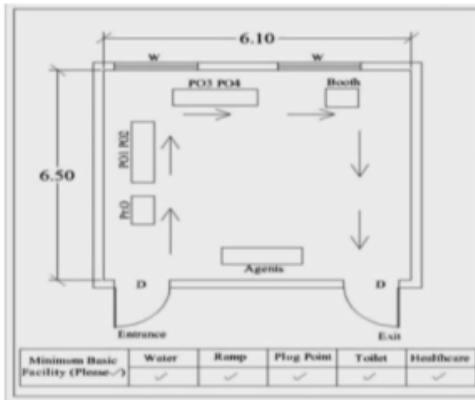 6.10
W W
PO3 PO4 Booth
PO1 PO2
6.50
PrO
Agents
D D
Entrance Exit
Minimum Basic Facility (Please✓) Water Ramp Plug Point Toilet Healthcare
✓ ✓ ✓ ✓ ✓